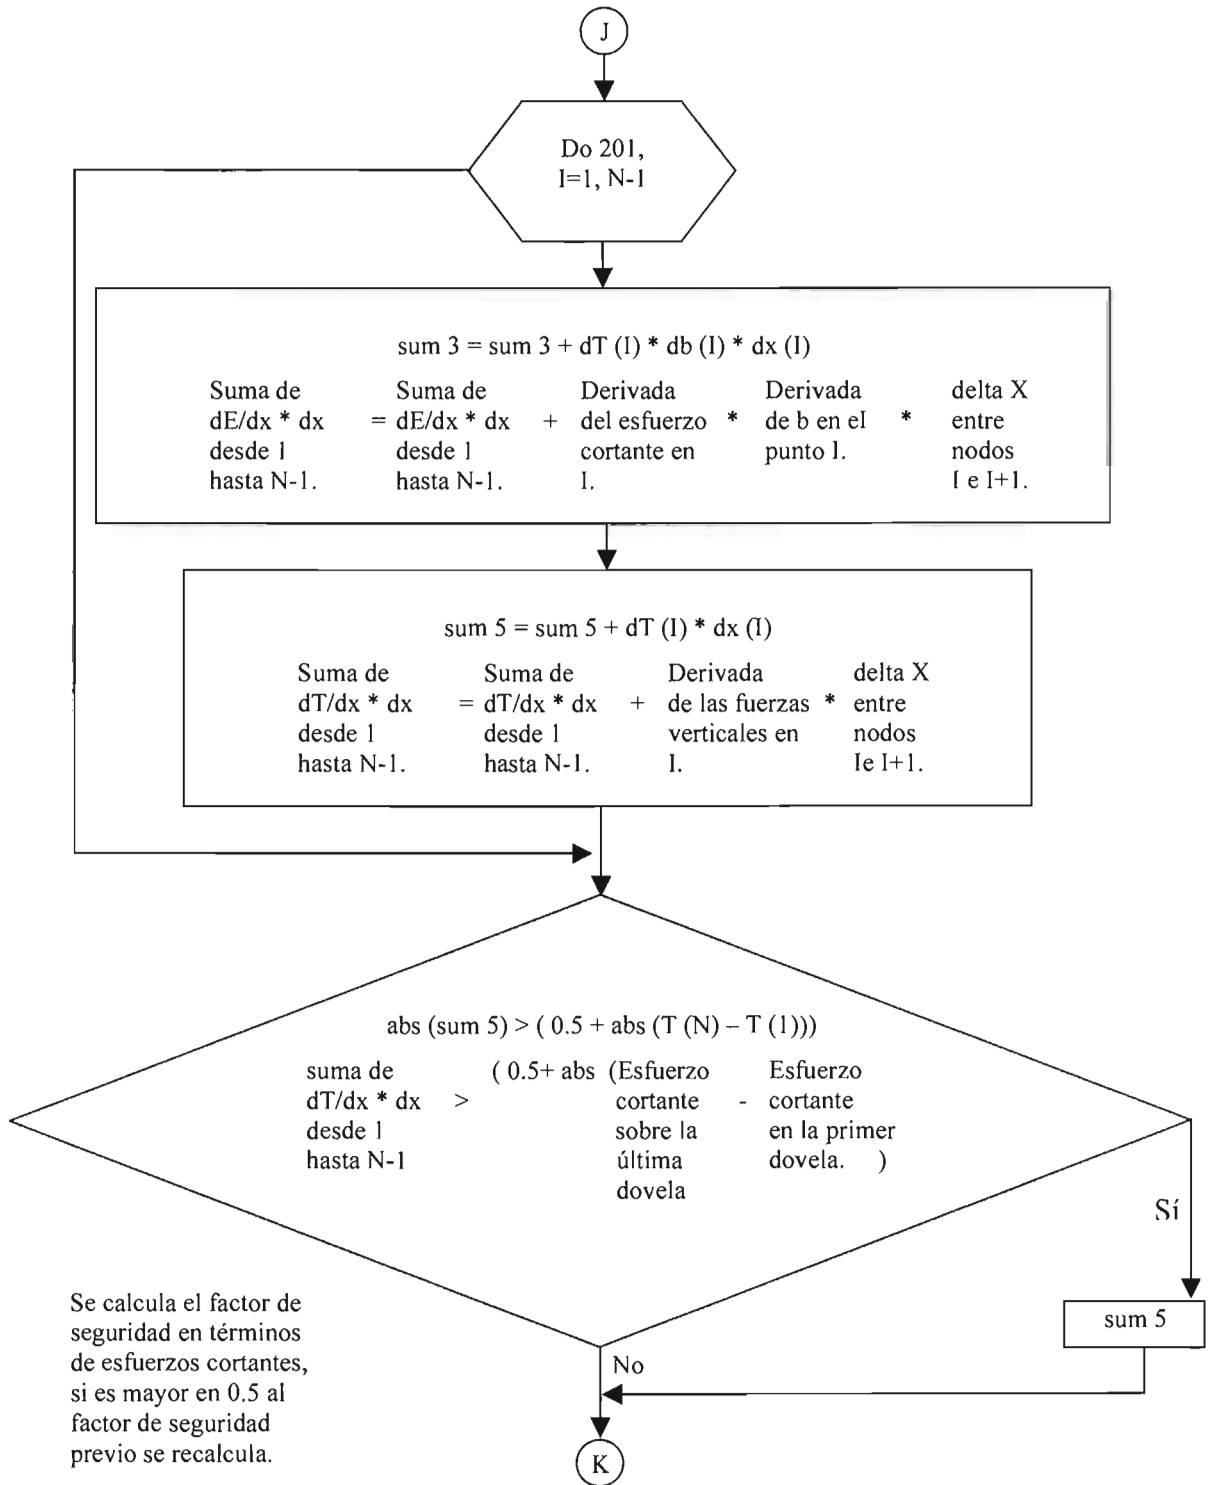 J
Do 201,
I=1, N-1
sum 3 = sum 3 + dT (I) * db (I) * dx (I)
Suma de Suma de Derivada Derivada delta X
dE/dx * dx = dE/dx * dx + del esfuerzo * de b en el * entre
desde 1 desde 1 cortante en punto I. nodos
hasta N-1. hasta N-1. I. I e I+1.
sum 5 = sum 5 + dT (I) * dx (I)
Suma de Suma de Derivada delta X
dT/dx * dx = dT/dx * dx + de las fuerzas * entre
desde 1 desde 1 verticales en nodos
hasta N-1. hasta N-1. I. Ie I+1.
abs (sum 5) > ( 0.5 + abs (T (N) – T (1)))
suma de ( 0.5+ abs (Esfuerzo Esfuerzo
dT/dx * dx > cortante - cortante
desde 1 sobre la en la primer
hasta N-1 última dovela. )
dovela
Sí
sum 5
No
Se calcula el factor de
seguridad en términos
de esfuerzos cortantes,
si es mayor en 0.5 al
factor de seguridad
previo se recalcula.
K